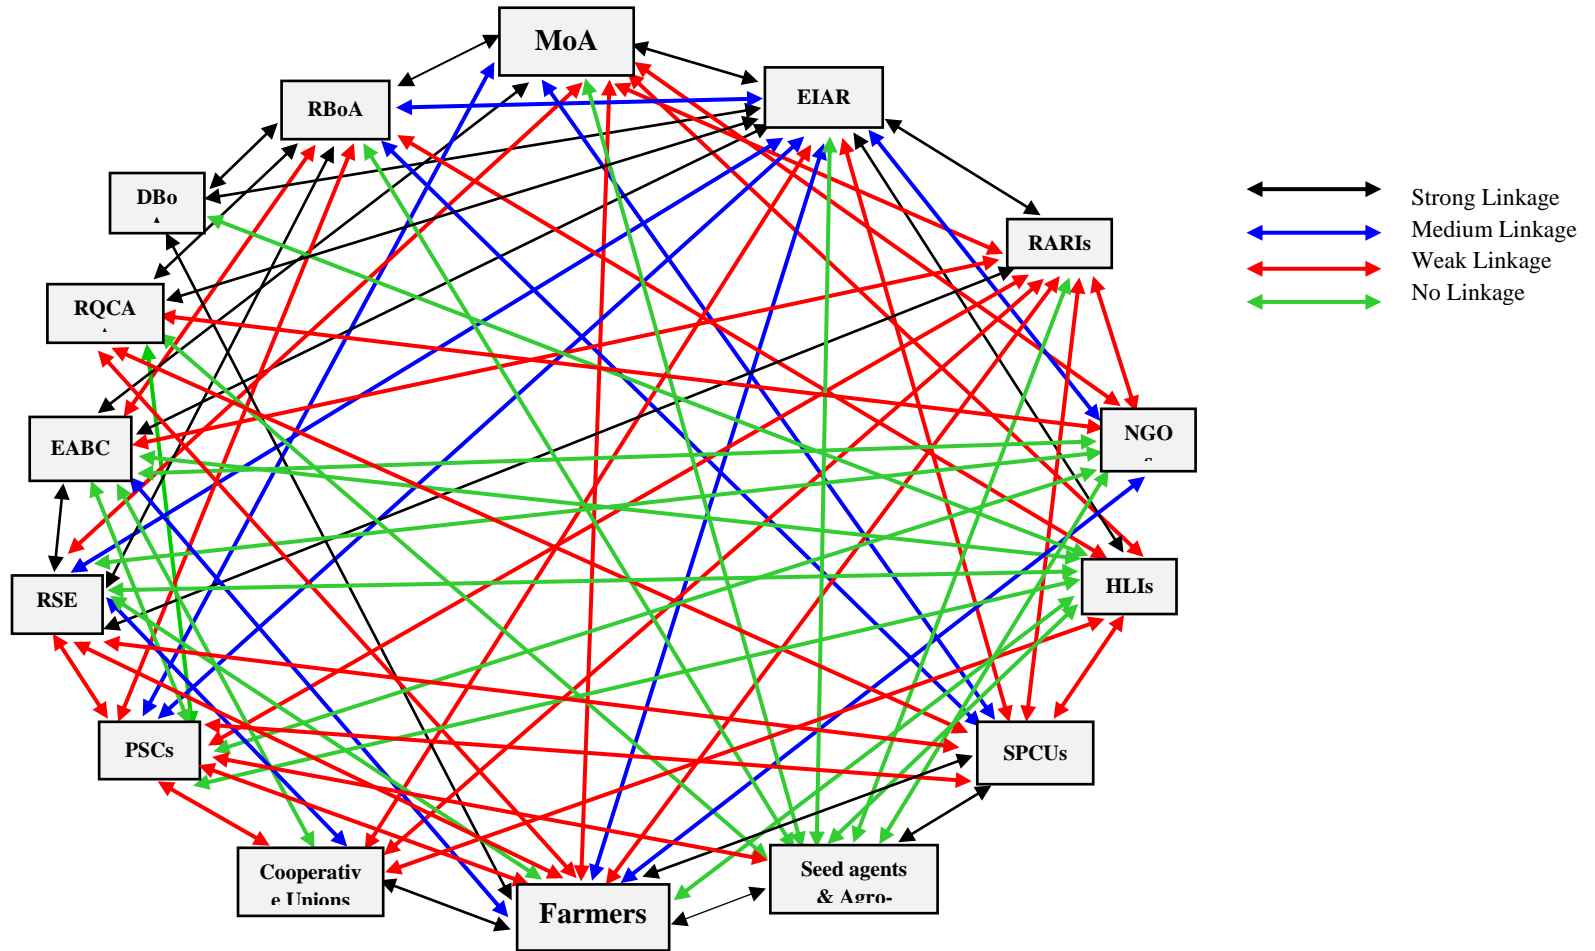 MoA
EIAR
RBoA
DBo
RARIs
RQCA
EABC
NGO
RSE
HLIs
PSCs
SPCUs
Cooperativ
e Unions
Farmers
Seed agents
& Agro-
Strong Linkage
Medium Linkage
Weak Linkage
No Linkage